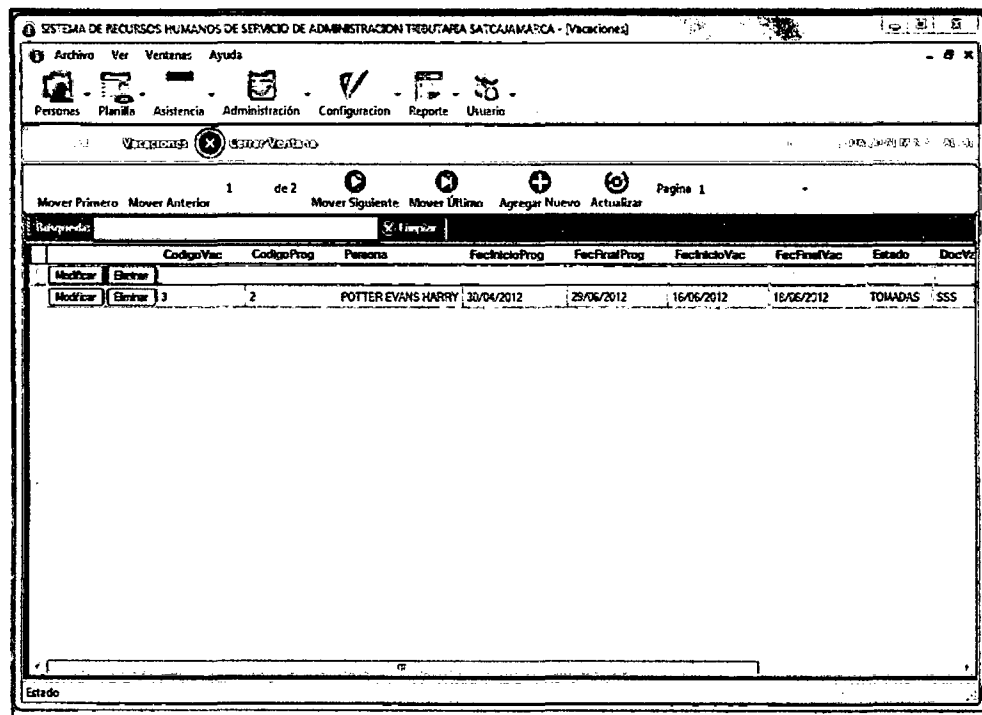 SISTEMA DE RECURSOS HUMANOS DE SERVICIO DE ADMINISTRACION TRIBUTARIA SATCAJAMARCA - [Vacaciones]
Archivo Ver Ventanas Ayuda
Personas Planilla Asistencia Administración Configuracion Reporte Usuario
Vacaciones Cerrar Ventana
1 de 2 Pagina 1
Mover Primero Mover Anterior Mover Siguiente Mover Último Agregar Nuevo Actualizar
Busqueda: Limpiar
CodigoVac CodigoProg Persona FecInicioProg FecFinalProg FecInicioVac FecFinalVac Estado DocVa
Modificar Eliminar
Modificar Eliminar 3 2 POTTER EVANS HARRY 30/04/2012 29/06/2012 16/06/2012 18/06/2012 TOMADAS SSS
Estado